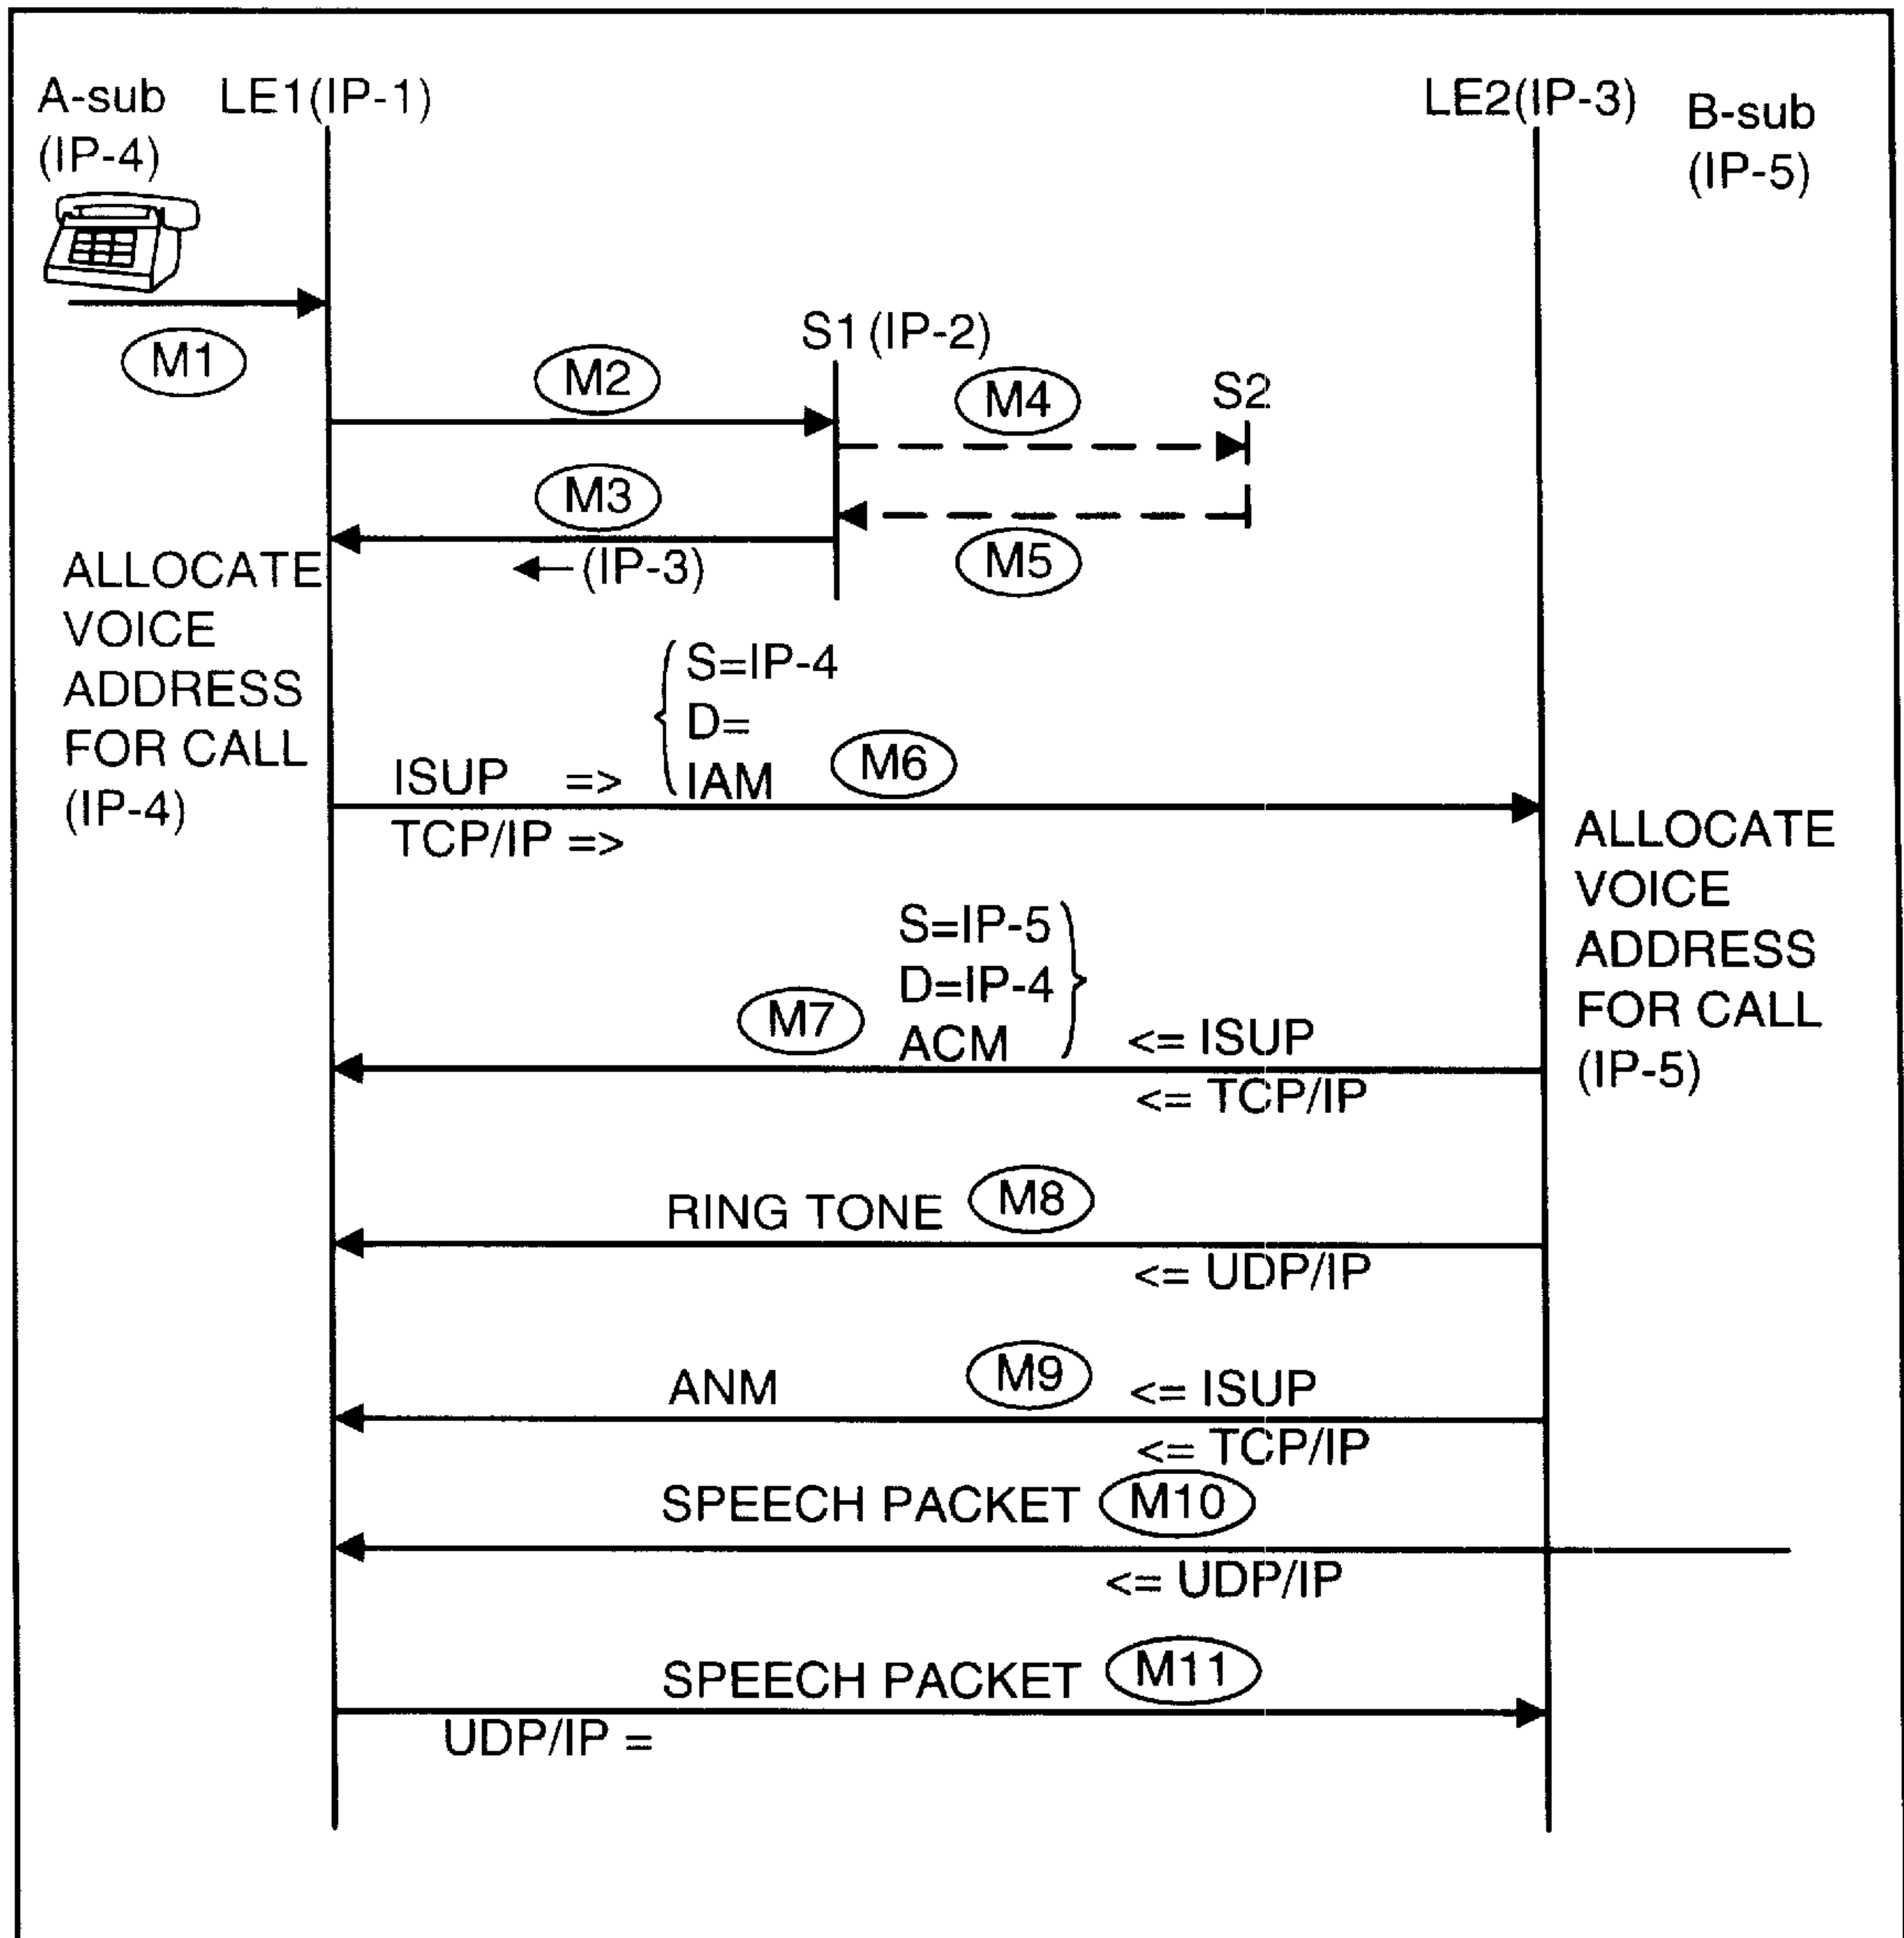 A-sub
(IP-4)
LE1(IP-1)
LE2(IP-3)
B-sub
(IP-5)
M1
S1(IP-2)
M2
M4
S2
M3
(IP-3)
M5
ALLOCATE
VOICE
ADDRESS
FOR CALL
(IP-4)
S=IP-4
D=
IAM
M6
ISUP =>
TCP/IP =>
ALLOCATE
VOICE
ADDRESS
FOR CALL
(IP-5)
S=IP-5
D=IP-4
ACM
M7
<= ISUP
<= TCP/IP
RING TONE M8
<= UDP/IP
ANM M9 <= ISUP
<= TCP/IP
SPEECH PACKET M10
<= UDP/IP
SPEECH PACKET M11
UDP/IP =